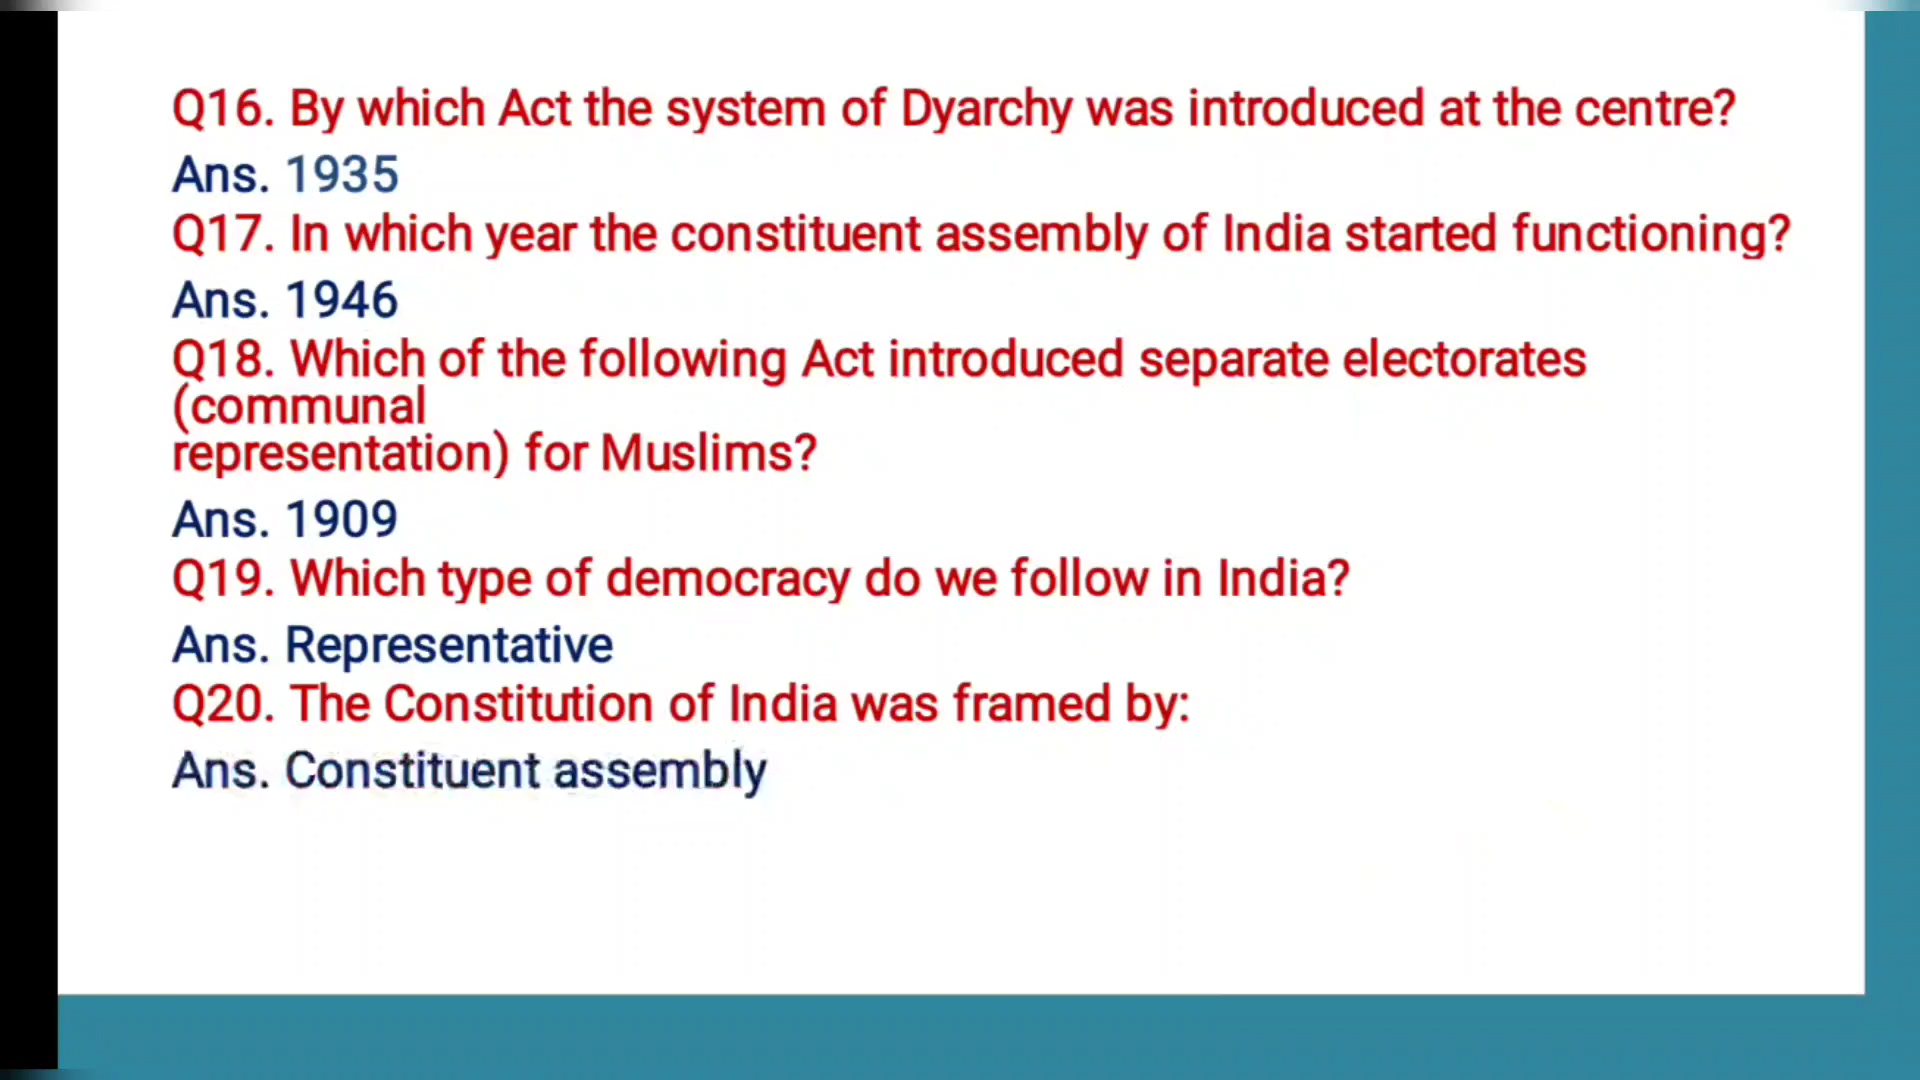 Q16. By which Act the system of Dyarchy was introduced at the centre?
Ans. 1935
Q17. In which year the constituent assembly of India started functioning?
Ans. 1946
Q18. Which of the following Act introduced separate electorates
(communal
representation) for Muslims?
Ans. 1909
Q19. Which type of democracy do we follow in India?
Ans. Representative
Q20. The Constitution of India was framed by:
Ans. Constituent assembly